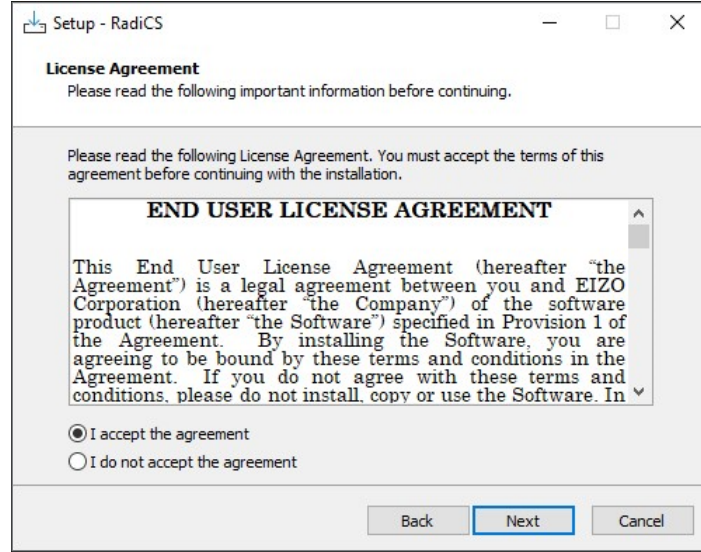 Setup - RadiCS
License Agreement
Please read the following important information before continuing.
Please read the following License Agreement. You must accept the terms of this
agreement before continuing with the installation.
END USER LICENSE AGREEMENT
This End User License Agreement (hereafter “the
Agreement”) is a legal agreement between you and EIZO
Corporation (hereafter “the Company”) of the software
product (hereafter “the Software”) specified in Provision 1 of
the Agreement. By installing the Software, you are
agreeing to be bound by these terms and conditions in the
Agreement. If you do not agree with these terms and
conditions, please do not install, copy or use the Software. In
I accept the agreement
I do not accept the agreement
Back Next Cancel